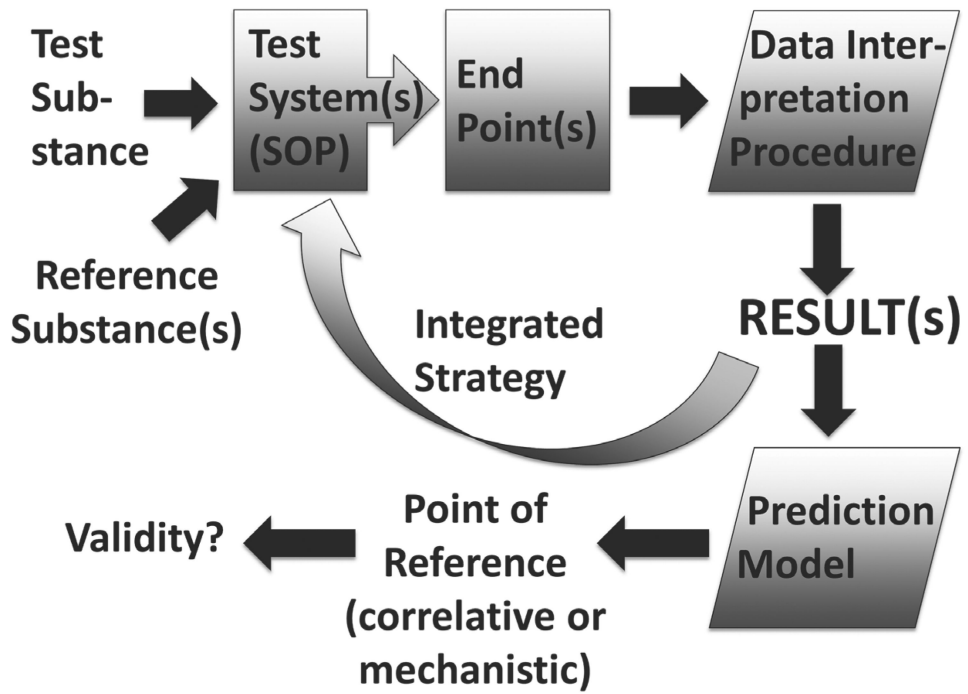 Test
Sub-
stance
Test
System(s)
(SOP)
End
Point(s)
Data Inter-
pretation
Procedure
Reference
Substance(s)
Integrated
Strategy
RESULT(s)
Prediction
Model
Point of
Reference
(correlative or
mechanistic)
Validity?